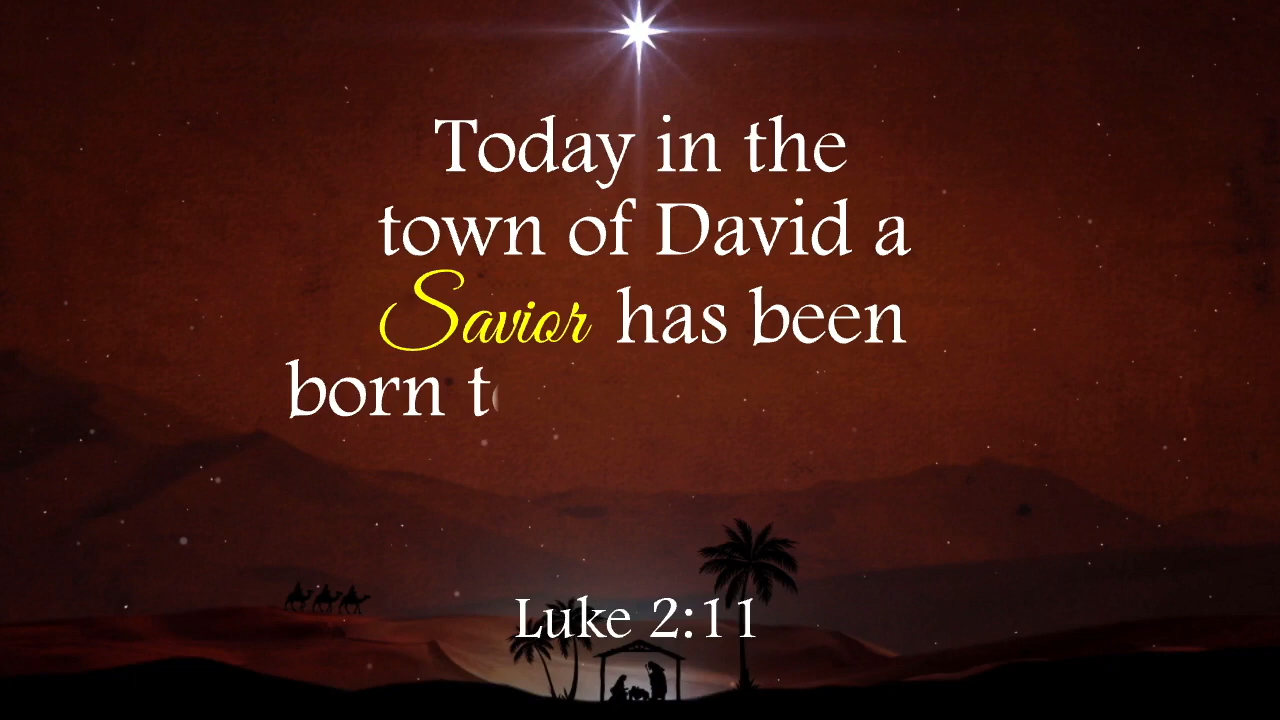 Today in the
town of David a
Savior has been
born t
Luke 2:11